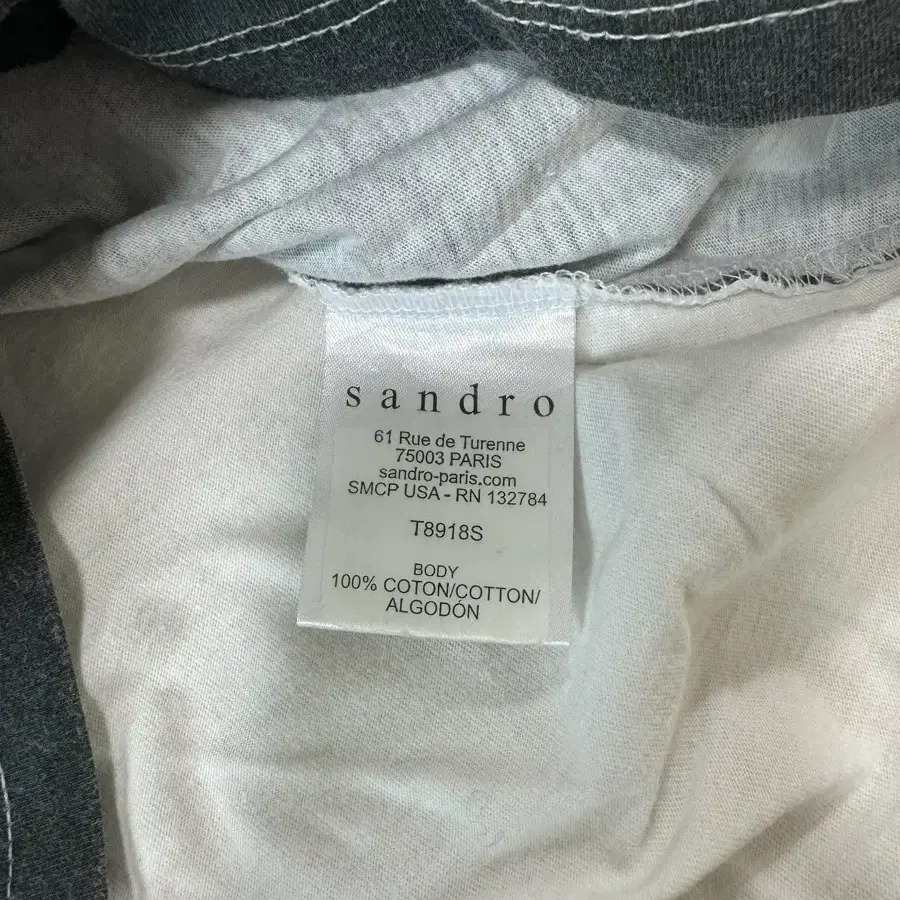 sandro
61 Rue de Turenne
75003 PARIS
sandro-paris.com
SMCP USA - RN 132784
T8918S
BODY
100% COTON/COTTON/
ALGODÓN